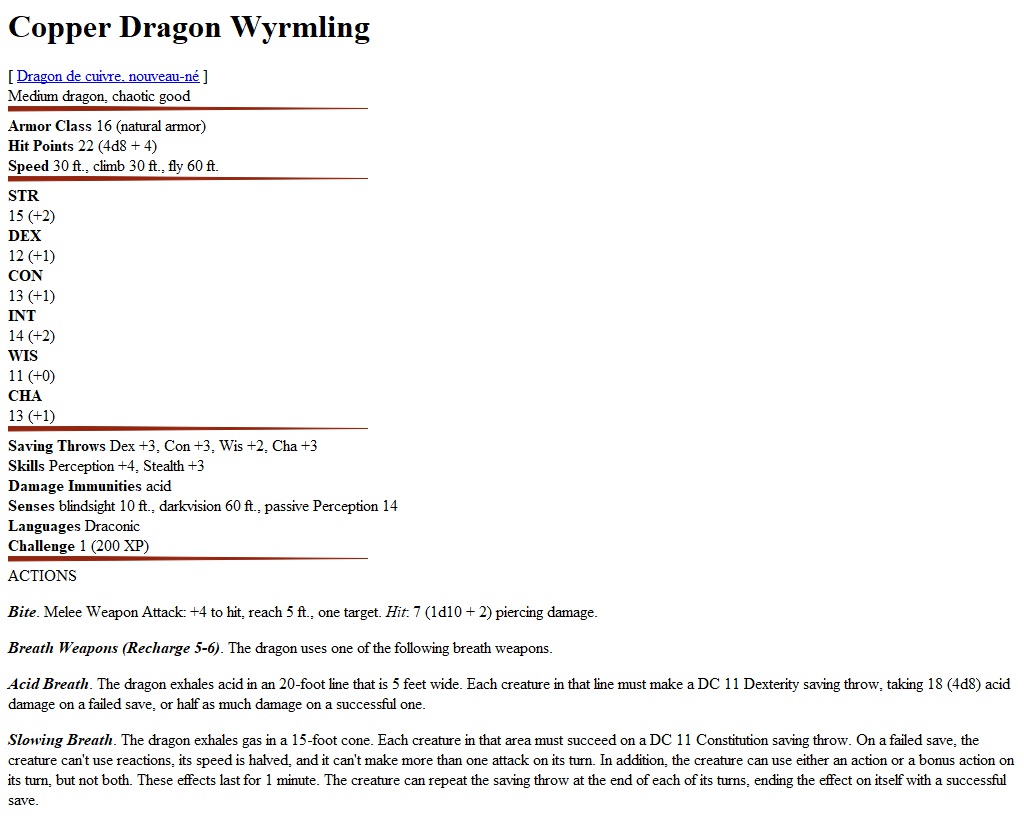 Copper Dragon Wyrmling
[ Dragon de cuivre, nouveau-né ]
Medium dragon, chaotic good
Armor Class 16 (natural armor)
Hit Points 22 (4d8 + 4)
Speed 30 ft., climb 30 ft., fly 60 ft.
STR
15 (+2)
DEX
12 (+1)
CON
13 (+1)
INT
14 (+2)
WIS
11 (+0)
CHA
13 (+1)
Saving Throws Dex +3, Con +3, Wis +2, Cha +3
Skills Perception +4, Stealth +3
Damage Immunities acid
Senses blindsight 10 ft., darkvision 60 ft., passive Perception 14
Languages Draconic
Challenge 1 (200 XP)
ACTIONS
Bite. Melee Weapon Attack: +4 to hit, reach 5 ft., one target. Hit: 7 (1d10 + 2) piercing damage.
Breath Weapons (Recharge 5-6). The dragon uses one of the following breath weapons.
Acid Breath. The dragon exhales acid in an 20-foot line that is 5 feet wide. Each creature in that line must make a DC 11 Dexterity saving throw, taking 18 (4d8) acid
damage on a failed save, or half as much damage on a successful one.
Slowing Breath. The dragon exhales gas in a 15-foot cone. Each creature in that area must succeed on a DC 11 Constitution saving throw. On a failed save, the
creature can't use reactions, its speed is halved, and it can't make more than one attack on its turn. In addition, the creature can use either an action or a bonus action on
its turn, but not both. These effects last for 1 minute. The creature can repeat the saving throw at the end of each of its turns, ending the effect on itself with a successful
save.